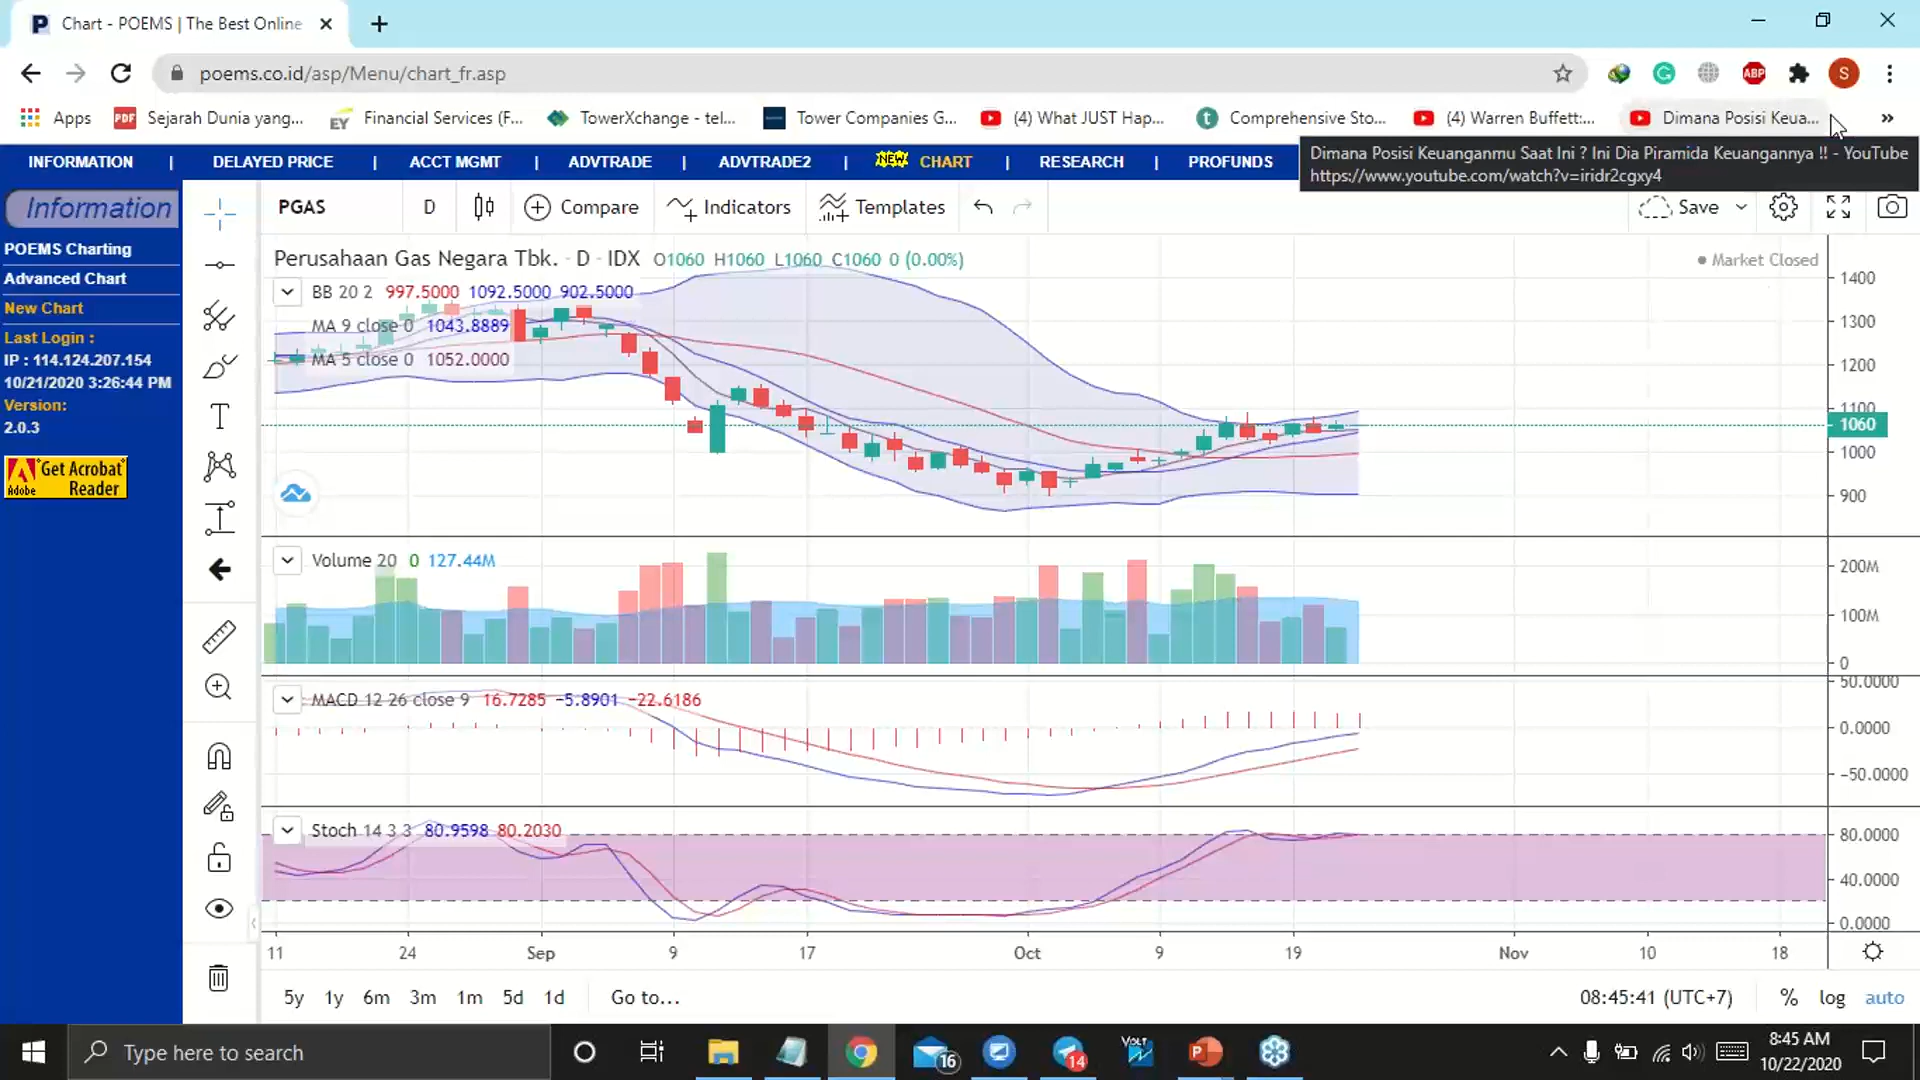 Chart - POEMS | The Best Online
poems.co.id/asp/Menu/chart_fr.asp
ABP
S
Apps
PDF
Sejarah Dunia yang...
EY
Financial Services (F...
TowerXchange - tel...
Tower Companies G...
(4) What JUST Hap...
t
Comprehensive Sto...
(4) Warren Buffett:...
Dimana Posisi Keua...
»
Dimana Posisi Keuanganmu Saat Ini ? Ini Dia Piramida Keuangannya !! - YouTube
https://www.youtube.com/watch?v=iridr2cgxy4
INFORMATION | DELAYED PRICE | ACCT MGMT | ADVTRADE | ADVTRADE2 | NEW CHART | RESEARCH | PROFUNDS
Information
POEMS Charting
Advanced Chart
New Chart
Last Login :
IP : 114.124.207.154
10/21/2020 3:26:44 PM
Version:
2.0.3
Adobe
Get Acrobat
Reader
PGAS
D
Compare
Indicators
Templates
Save
Perusahaan Gas Negara Tbk. · D · IDX O1060 H1060 L1060 C1060 0 (0.00%)
Market Closed
BB 20 2 997.5000 1092.5000 902.5000
MA 9 close 0 1043.8889
MA 5 close 0 1052.0000
1400
1300
1200
1100
1060
1000
900
Volume 20 0 127.44M
200M
100M
0
MACD 12 26 close 9 16.7285 −5.8901 −22.6186
50.0000
0.0000
−50.0000
Stoch 14 3 3 80.9598 80.2030
80.0000
40.0000
0.0000
11 24 Sep 9 17 Oct 9 19 Nov 10 18
5y 1y 6m 3m 1m 5d 1d Go to...
08:45:41 (UTC+7) % log auto
Type here to search
16
14
VOLT
8:45 AM
10/22/2020